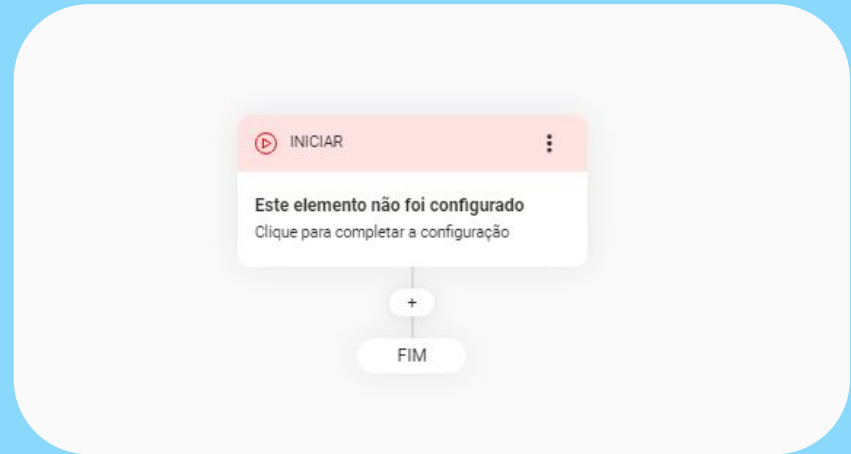 INICIAR
Este elemento não foi configurado
Clique para completar a configuração
+
FIM